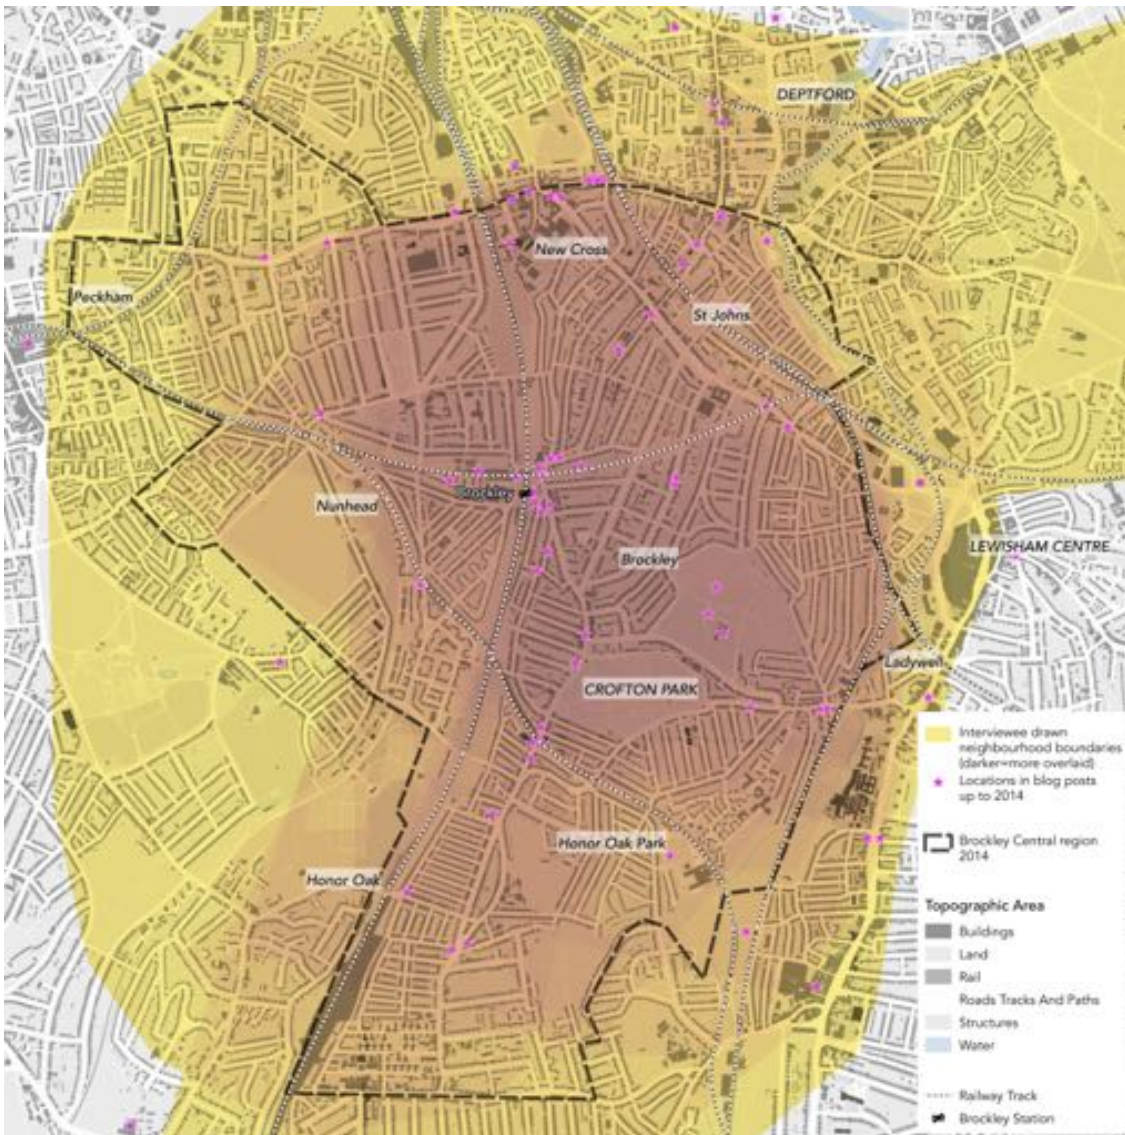 DEPTFORD
New Cross
Peckham
St Johns
Brockley
Nunhead
LEWISHAM CENTRE
Brockley
Ladywell
CROFTON PARK
Honor Oak Park
Honor Oak
Interviewee drawn
neighbourhood boundaries
(darker=more overlaid)
Locations in blog posts
up to 2014
Brockley Central region
2014
Topographic Area
Buildings
Land
Rail
Roads Tracks And Paths
Structures
Water
Railway Track
Brockley Station